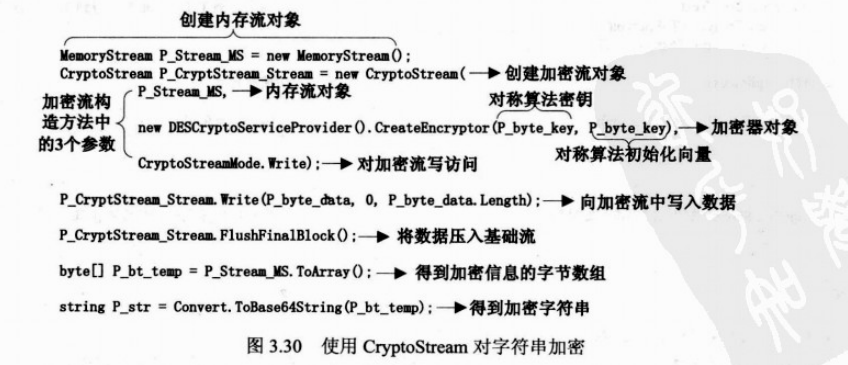 创建内存流对象
MemoryStream P_Stream_MS = new MemoryStream();
CryptoStream P_CryptStream_Stream = new CryptoStream( 创建加密流对象
加密流构造方法中的3个参数
P_Stream_MS, 内存流对象
对称算法密钥
new DESCryptoServiceProvider().CreateEncryptor(P_byte_key, P_byte_key), 加密器对象
对称算法初始化向量
CryptoStreamMode.Write); 对加密流写访问
P_CryptStream_Stream.Write(P_byte_data, 0, P_byte_data.Length); 向加密流中写入数据
P_CryptStream_Stream.FlushFinalBlock(); 将数据压入基础流
byte[] P_bt_temp = P_Stream_MS.ToArray(); 得到加密信息的字节数组
string P_str = Convert.ToBase64String(P_bt_temp); 得到加密字符串
图 3.30 使用 CryptoStream 对字符串加密